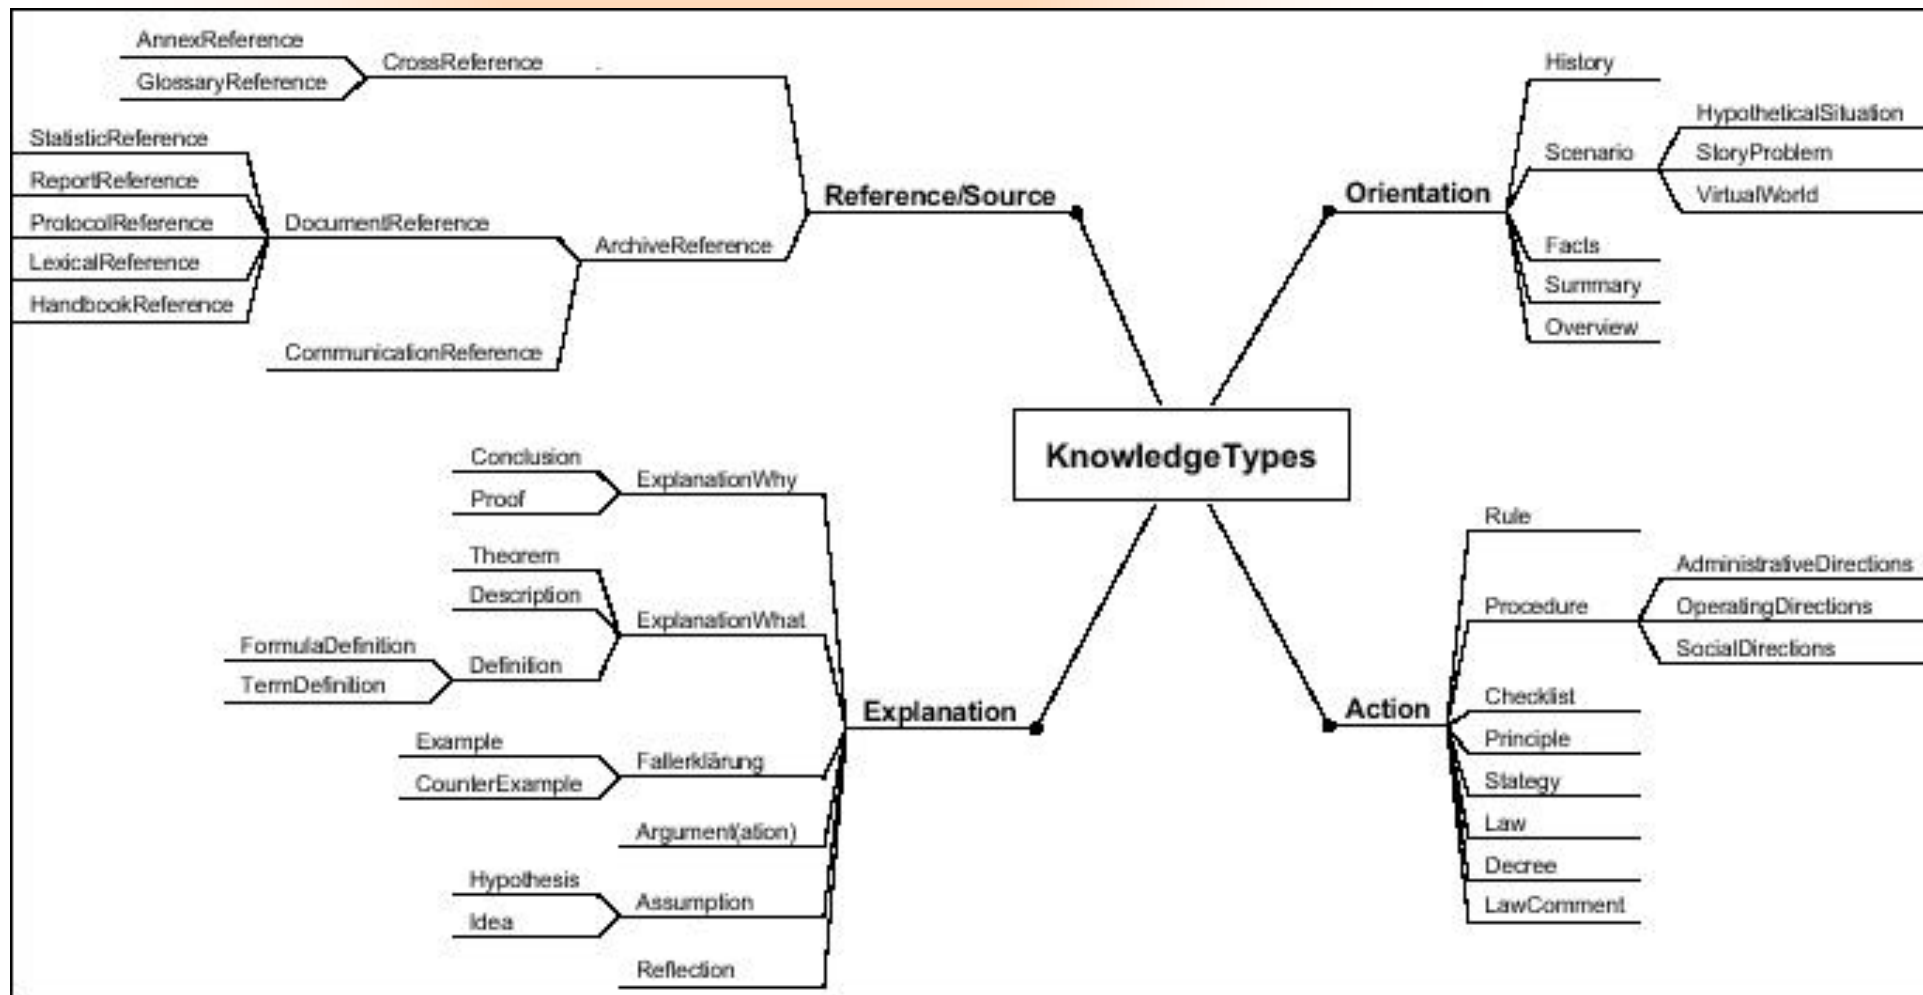 AnnexReference
GlossaryReference
CrossReference
StatisticReference
ReportReference
ProtocolReference
LexicalReference
HandbookReference
DocumentReference
CommunicationReference
ArchiveReference
Reference/Source
Orientation
History
Scenario
HypotheticalSituation
StoryProblem
VirtualWorld
Facts
Summary
Overview
KnowledgeTypes
Conclusion
Proof
ExplanationWhy
Theorem
Description
ExplanationWhat
FormulaDefinition
TermDefinition
Definition
Explanation
Example
CounterExample
Fallerklärung
Argument(ation)
Hypothesis
Idea
Assumption
Reflection
Action
Rule
Procedure
AdministrativeDirections
OperatingDirections
SocialDirections
Checklist
Principle
Stategy
Law
Decree
LawComment